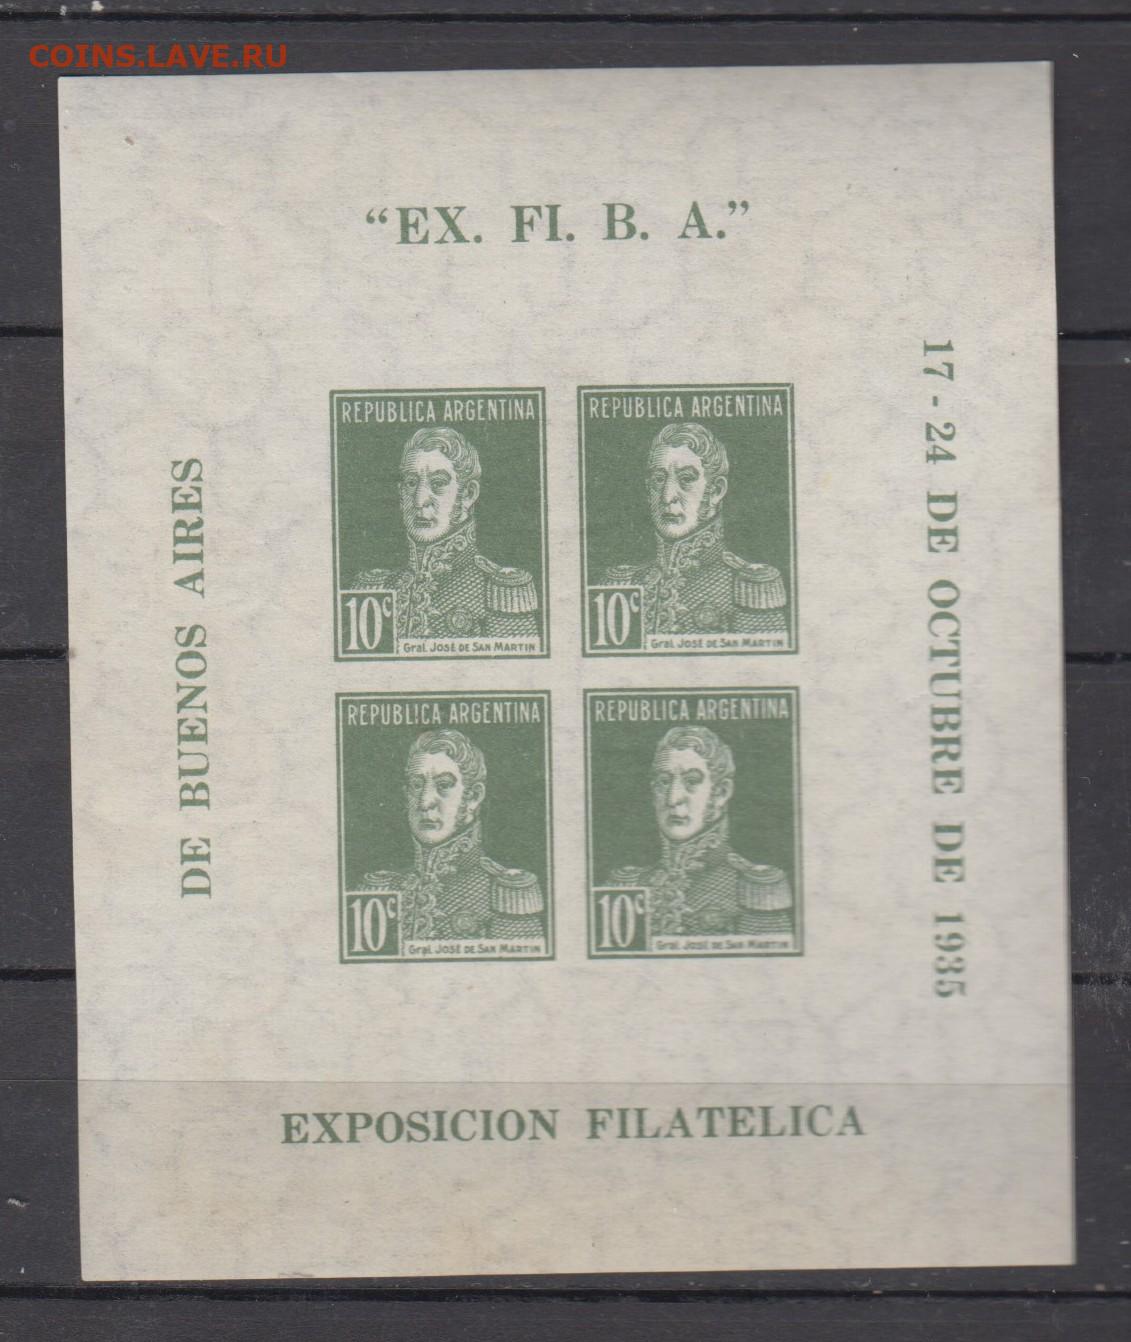 COINS.LAVE.RU
“EX. FI. B. A.”
DE BUENOS AIRES
17 - 24 DE OCTUBRE DE 1935
REPUBLICA ARGENTINA
10c
Gral. JOSÉ DE SAN MARTIN
REPUBLICA ARGENTINA
10c
Gral. JOSÉ DE SAN MARTIN
REPUBLICA ARGENTINA
10c
Gral. JOSÉ DE SAN MARTIN
REPUBLICA ARGENTINA
10c
Gral. JOSÉ DE SAN MARTIN
EXPOSICION FILATELICA